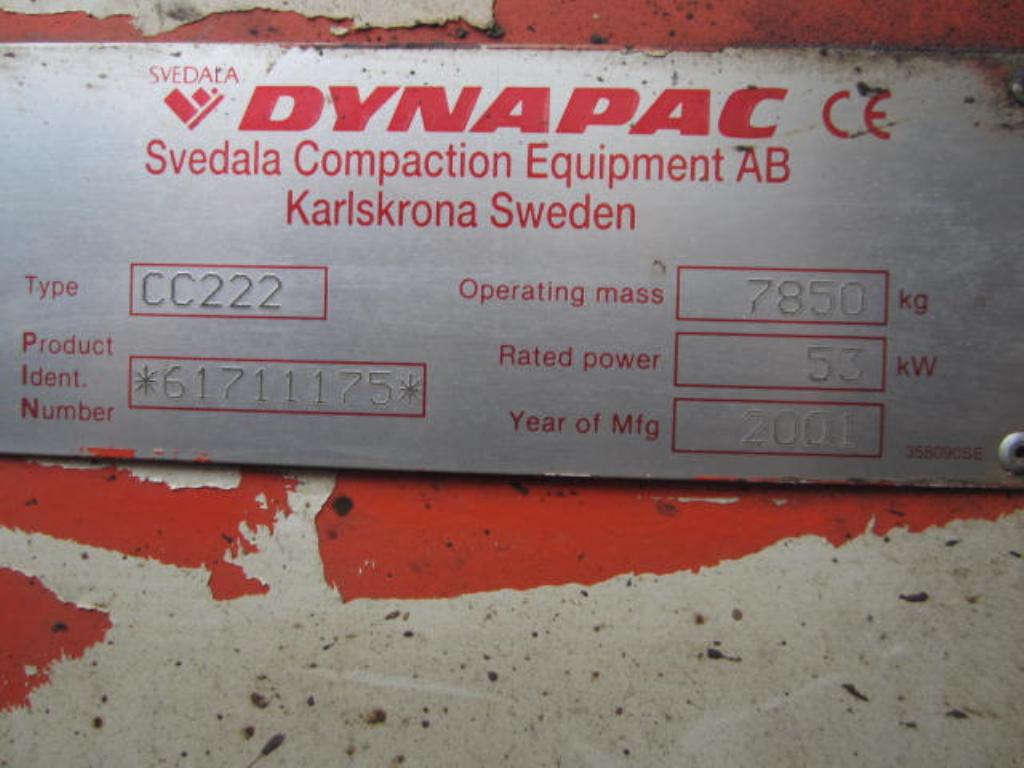 SVEDALA
DYNAPAC CE
Svedala Compaction Equipment AB
Karlskrona Sweden
Type CC222
Operating mass 7850 kg
Product
Ident.
Number *61711175*
Rated power 53 kW
Year of Mfg 2001
358090SE